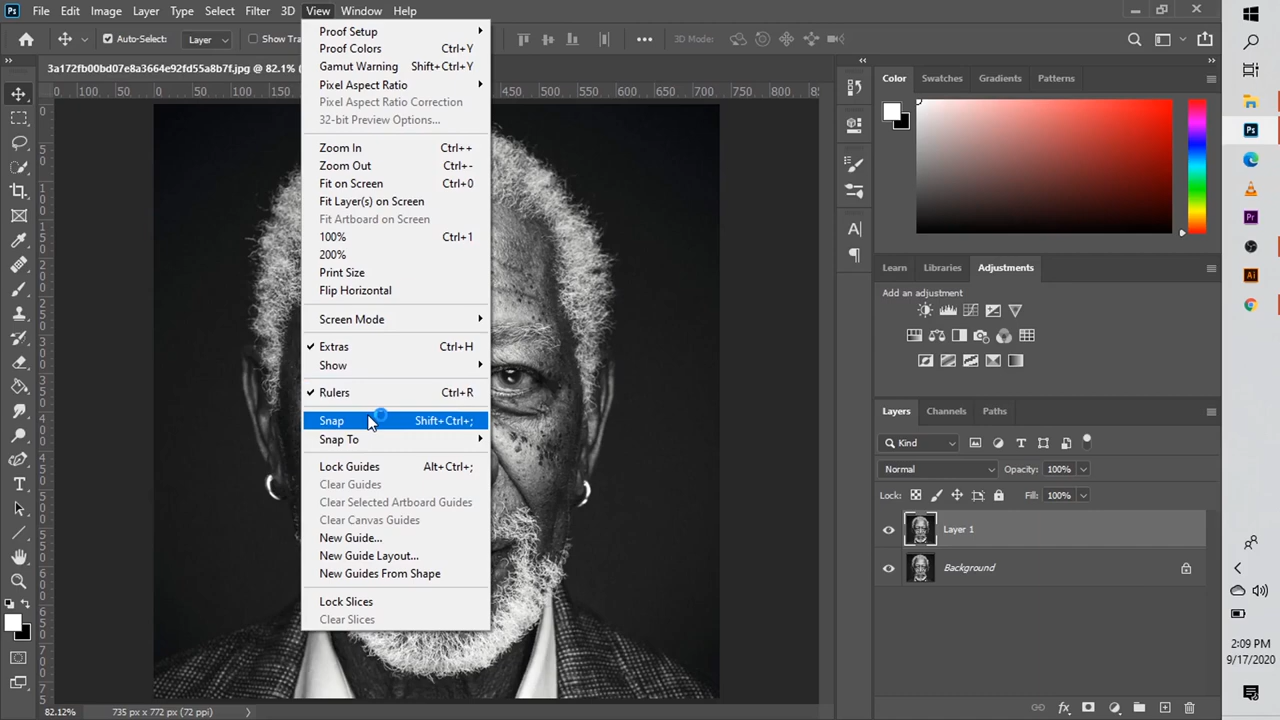 Ps File Edit Image Layer Type Select Filter 3D View Window Help
Auto-Select: Layer Show Tra 3D Mode:
3a172fb00bd07e8a3664e92fd55a8b7f.jpg @ 82.1%
50 0 50 100 150 450 500 550 600 650 700 750 800 85
Proof Setup
Proof Colors Ctrl+Y
Gamut Warning Shift+Ctrl+Y
Pixel Aspect Ratio
Pixel Aspect Ratio Correction
32-bit Preview Options...
Zoom In Ctrl++
Zoom Out Ctrl+-
Fit on Screen Ctrl+0
Fit Layer(s) on Screen
Fit Artboard on Screen
100% Ctrl+1
200%
Print Size
Flip Horizontal
Screen Mode
Extras Ctrl+H
Show
Rulers Ctrl+R
Snap Shift+Ctrl+;
Snap To
Lock Guides Alt+Ctrl+;
Clear Guides
Clear Selected Artboard Guides
Clear Canvas Guides
New Guide...
New Guide Layout...
New Guides From Shape
Lock Slices
Clear Slices
Color Swatches Gradients Patterns
Learn Libraries Adjustments
Add an adjustment
Layers Channels Paths
Kind
Normal Opacity: 100%
Lock: Fill: 100%
Layer 1
Background
82.12% 735 px x 772 px (72 ppi)
Ps
Pr
Ai
2:09 PM
9/17/2020